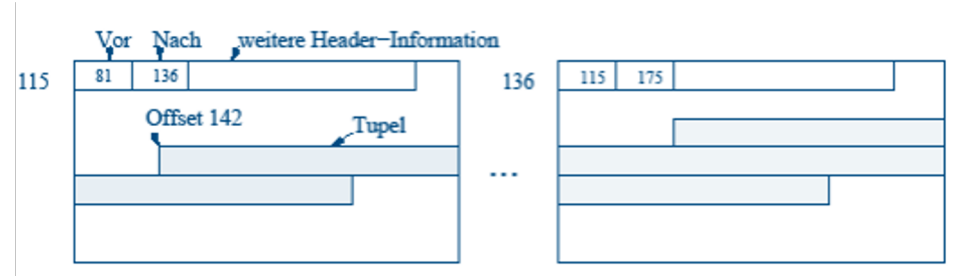 Vor Nach weitere Header-Information
115 81 136 136 115 175
Offset 142
Tupel
...